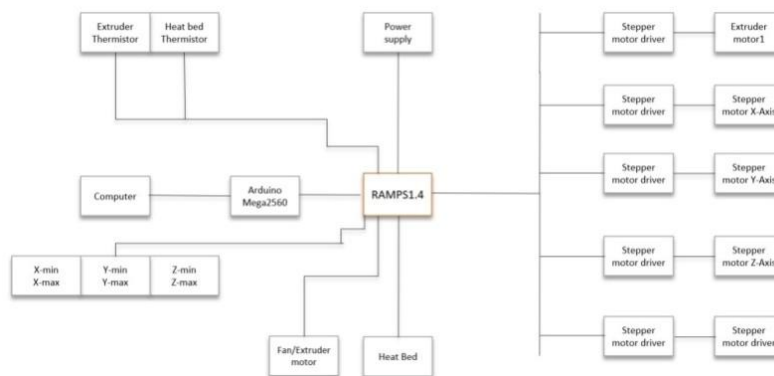 Extruder
Thermistor
Heat bed
Thermistor
Power
supply
Stepper
motor driver
Extruder
motor1
Stepper
motor driver
Stepper
motor X-Axis
Computer
Arduino
Mega2560
RAMPS1.4
Stepper
motor driver
Stepper
motor Y-Axis
X-min
X-max
Y-min
Y-max
Z-min
Z-max
Stepper
motor driver
Stepper
motor Z-Axis
Fan/Extruder
motor
Heat Bed
Stepper
motor driver
Stepper
motor driver